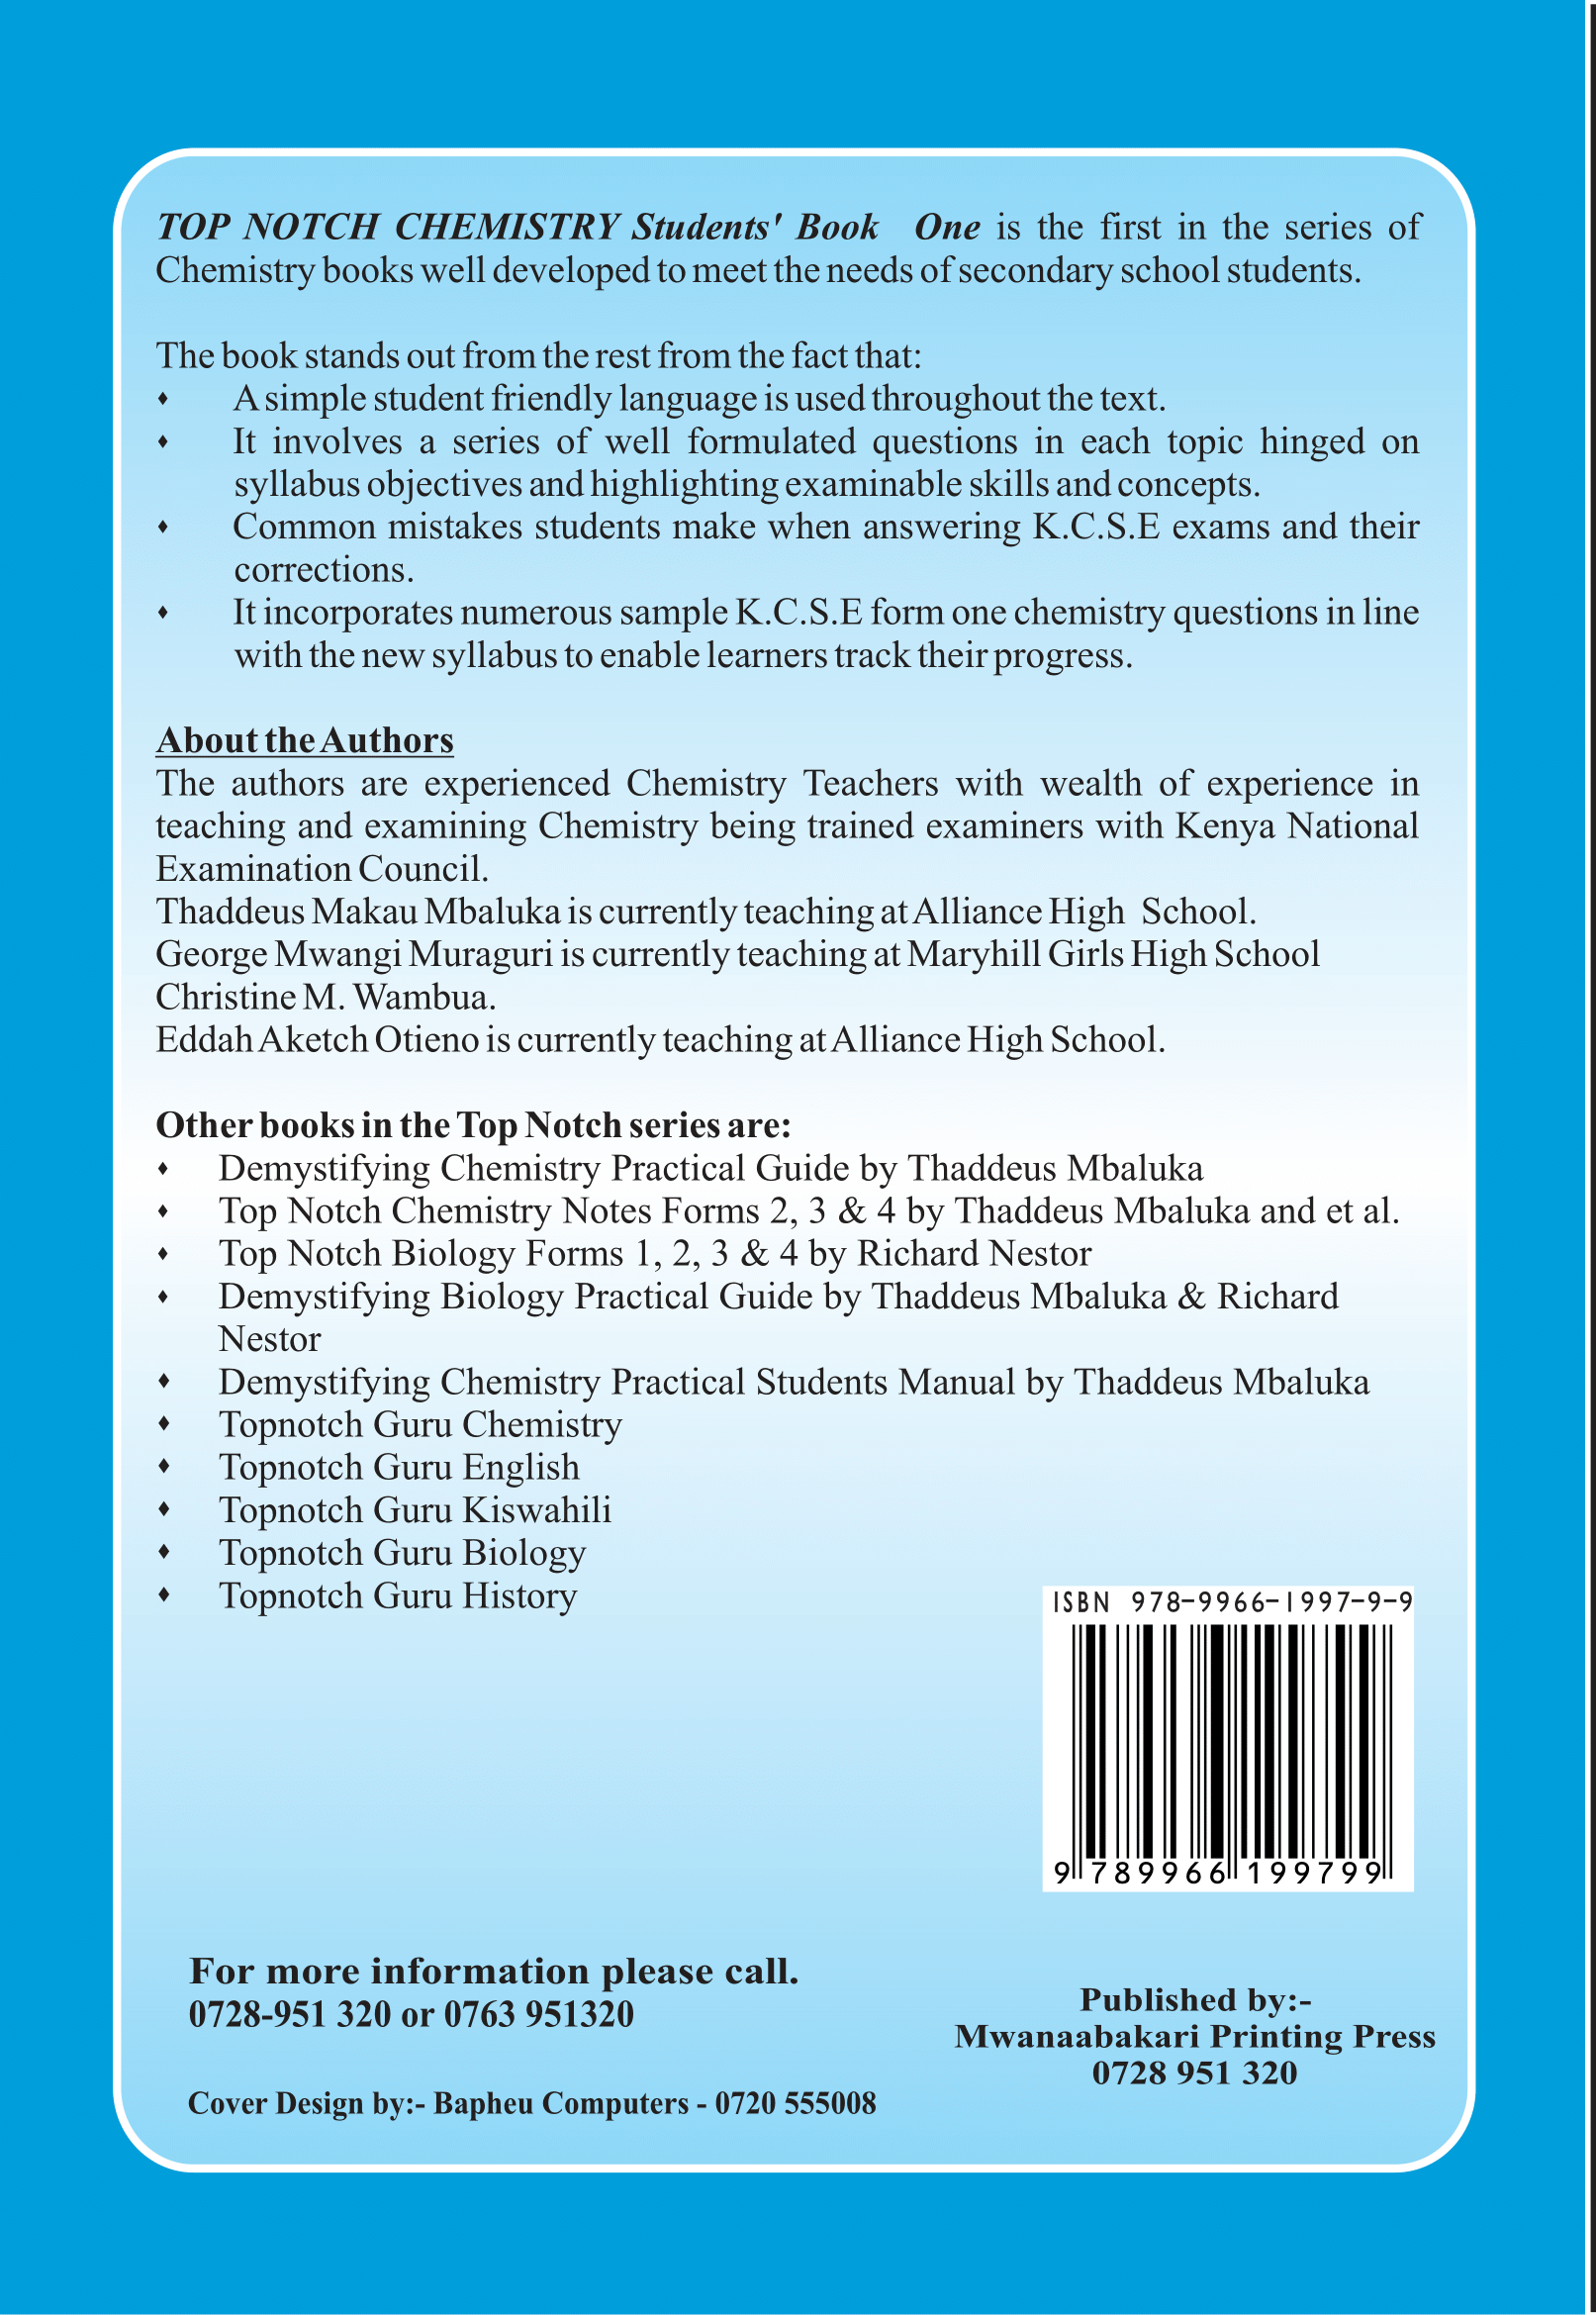 TOP NOTCH CHEMISTRY Students' Book One is the first in the series of
Chemistry books well developed to meet the needs of secondary school students.
The book stands out from the rest from the fact that:
♦ A simple student friendly language is used throughout the text.
♦ It involves a series of well formulated questions in each topic hinged on
syllabus objectives and highlighting examinable skills and concepts.
♦ Common mistakes students make when answering K.C.S.E exams and their
corrections.
♦ It incorporates numerous sample K.C.S.E form one chemistry questions in line
with the new syllabus to enable learners track their progress.
About the Authors
The authors are experienced Chemistry Teachers with wealth of experience in
teaching and examining Chemistry being trained examiners with Kenya National
Examination Council.
Thaddeus Makau Mbaluka is currently teaching at Alliance High School.
George Mwangi Muraguri is currently teaching at Maryhill Girls High School
Christine M. Wambua.
Eddah Aketch Otieno is currently teaching at Alliance High School.
Other books in the Top Notch series are:
♦ Demystifying Chemistry Practical Guide by Thaddeus Mbaluka
♦ Top Notch Chemistry Notes Forms 2, 3 & 4 by Thaddeus Mbaluka and et al.
♦ Top Notch Biology Forms 1, 2, 3 & 4 by Richard Nestor
♦ Demystifying Biology Practical Guide by Thaddeus Mbaluka & Richard
Nestor
♦ Demystifying Chemistry Practical Students Manual by Thaddeus Mbaluka
♦ Topnotch Guru Chemistry
♦ Topnotch Guru English
♦ Topnotch Guru Kiswahili
♦ Topnotch Guru Biology
♦ Topnotch Guru History
ISBN 978-9966-1997-9-9
9 789966 199799
For more information please call.
0728-951 320 or 0763 951320
Published by:-
Mwanaabakari Printing Press
0728 951 320
Cover Design by:- Bapheu Computers - 0720 555008